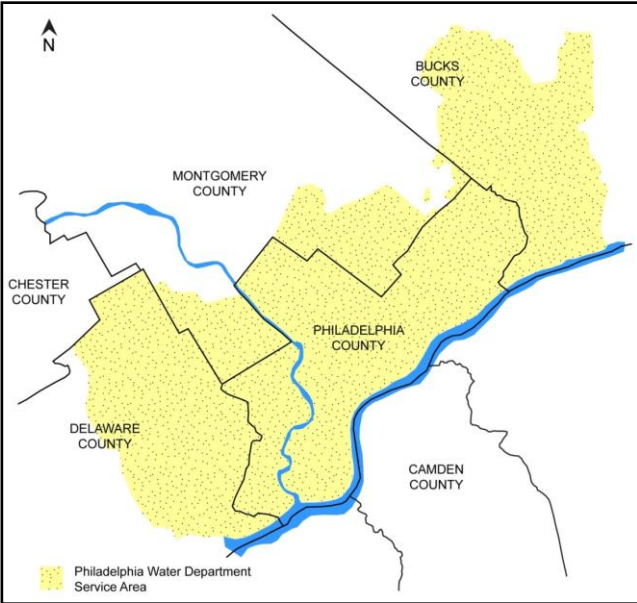 N
BUCKS
COUNTY
MONTGOMERY
COUNTY
CHESTER
COUNTY
PHILADELPHIA
COUNTY
DELAWARE
COUNTY
CAMDEN
COUNTY
Philadelphia Water Department
Service Area